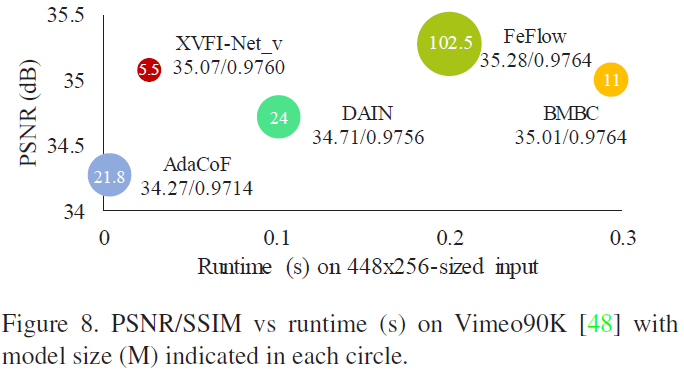 35.5
35
34.5
34
PSNR (dB)
5.5
XVFI-Net_v
35.07/0.9760
102.5
FeFlow
35.28/0.9764
24
DAIN
34.71/0.9756
11
BMBC
35.01/0.9764
21.8
AdaCoF
34.27/0.9714
0
0.1
0.2
0.3
Runtime (s) on 448x256-sized input
Figure 8. PSNR/SSIM vs runtime (s) on Vimeo90K [48] with
model size (M) indicated in each circle.